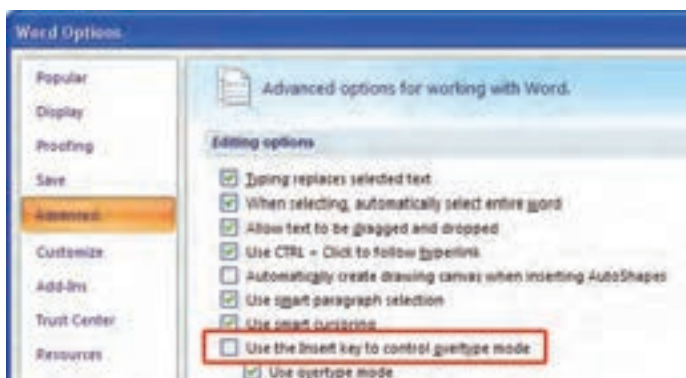 Word Options
Popular
Display
Proofing
Save
Advanced
Customize
Add-Ins
Trust Center
Resources
Advanced options for working with Word.
Editing options
Typing replaces selected text
When selecting, automatically select entire word
Allow text to be dragged and dropped
Use CTRL + Click to follow hyperlink
Automatically create drawing canvas when inserting AutoShapes
Use smart paragraph selection
Use smart cursoring
Use the Insert key to control overtype mode
Use overtype mode